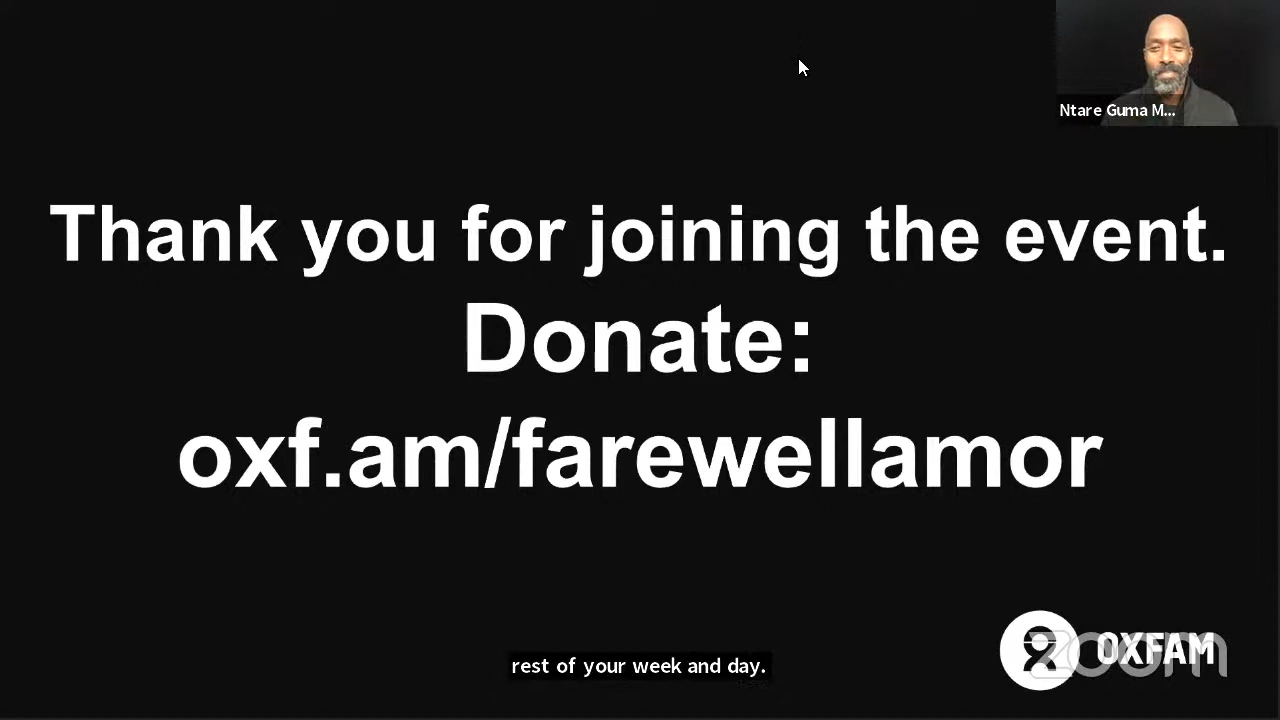 Ntare Guma M...
Thank you for joining the event.
Donate:
oxf.am/farewellamor
OXFAM
zoom
rest of your week and day.